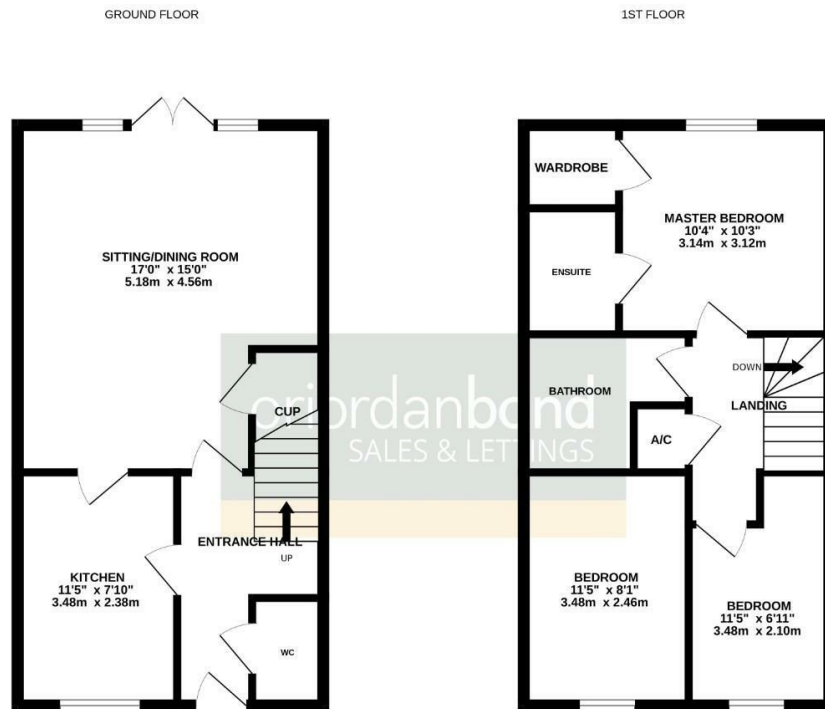 GROUND FLOOR
SITTING/DINING ROOM
17'0" x 15'0"
5.18m x 4.56m
CUP
ENTRANCE HALL
UP
KITCHEN
11'5" x 7'10"
3.48m x 2.38m
WC
1ST FLOOR
WARDROBE
MASTER BEDROOM
10'4" x 10'3"
3.14m x 3.12m
ENSUITE
BATHROOM
DOWN
LANDING
A/C
BEDROOM
11'5" x 8'1"
3.48m x 2.46m
BEDROOM
11'5" x 6'11"
3.48m x 2.10m
oriordanbond
SALES & LETTINGS